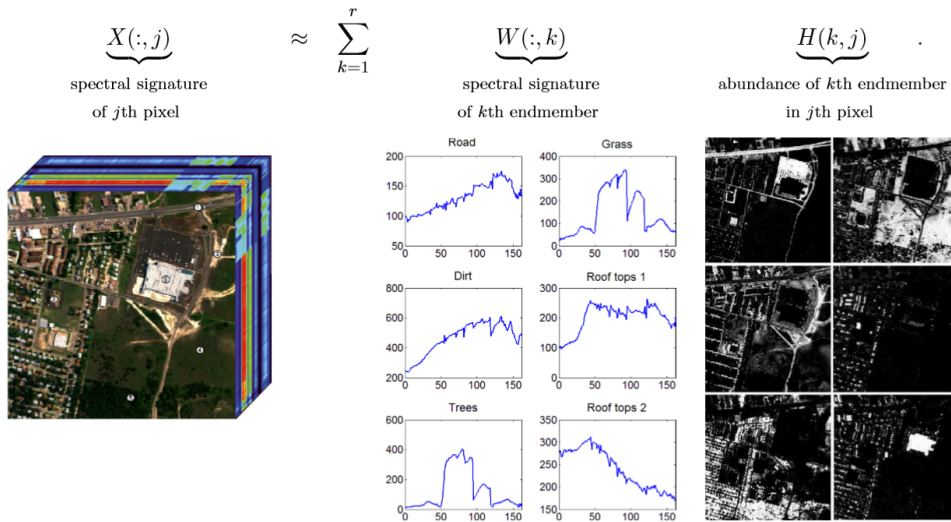 X(:, j) ≈ ∑ r k=1 W(:, k) H(k, j) .
spectral signature of jth pixel
spectral signature of kth endmember
abundance of kth endmember in jth pixel
Road
200
150
100
50
0 50 100 150
Grass
400
300
200
100
0
0 50 100 150
Dirt
800
600
400
200
0 50 100 150
Roof tops 1
300
200
100
0
0 50 100 150
Trees
600
400
200
0
0 50 100 150
Roof tops 2
350
300
250
200
150
0 50 100 150